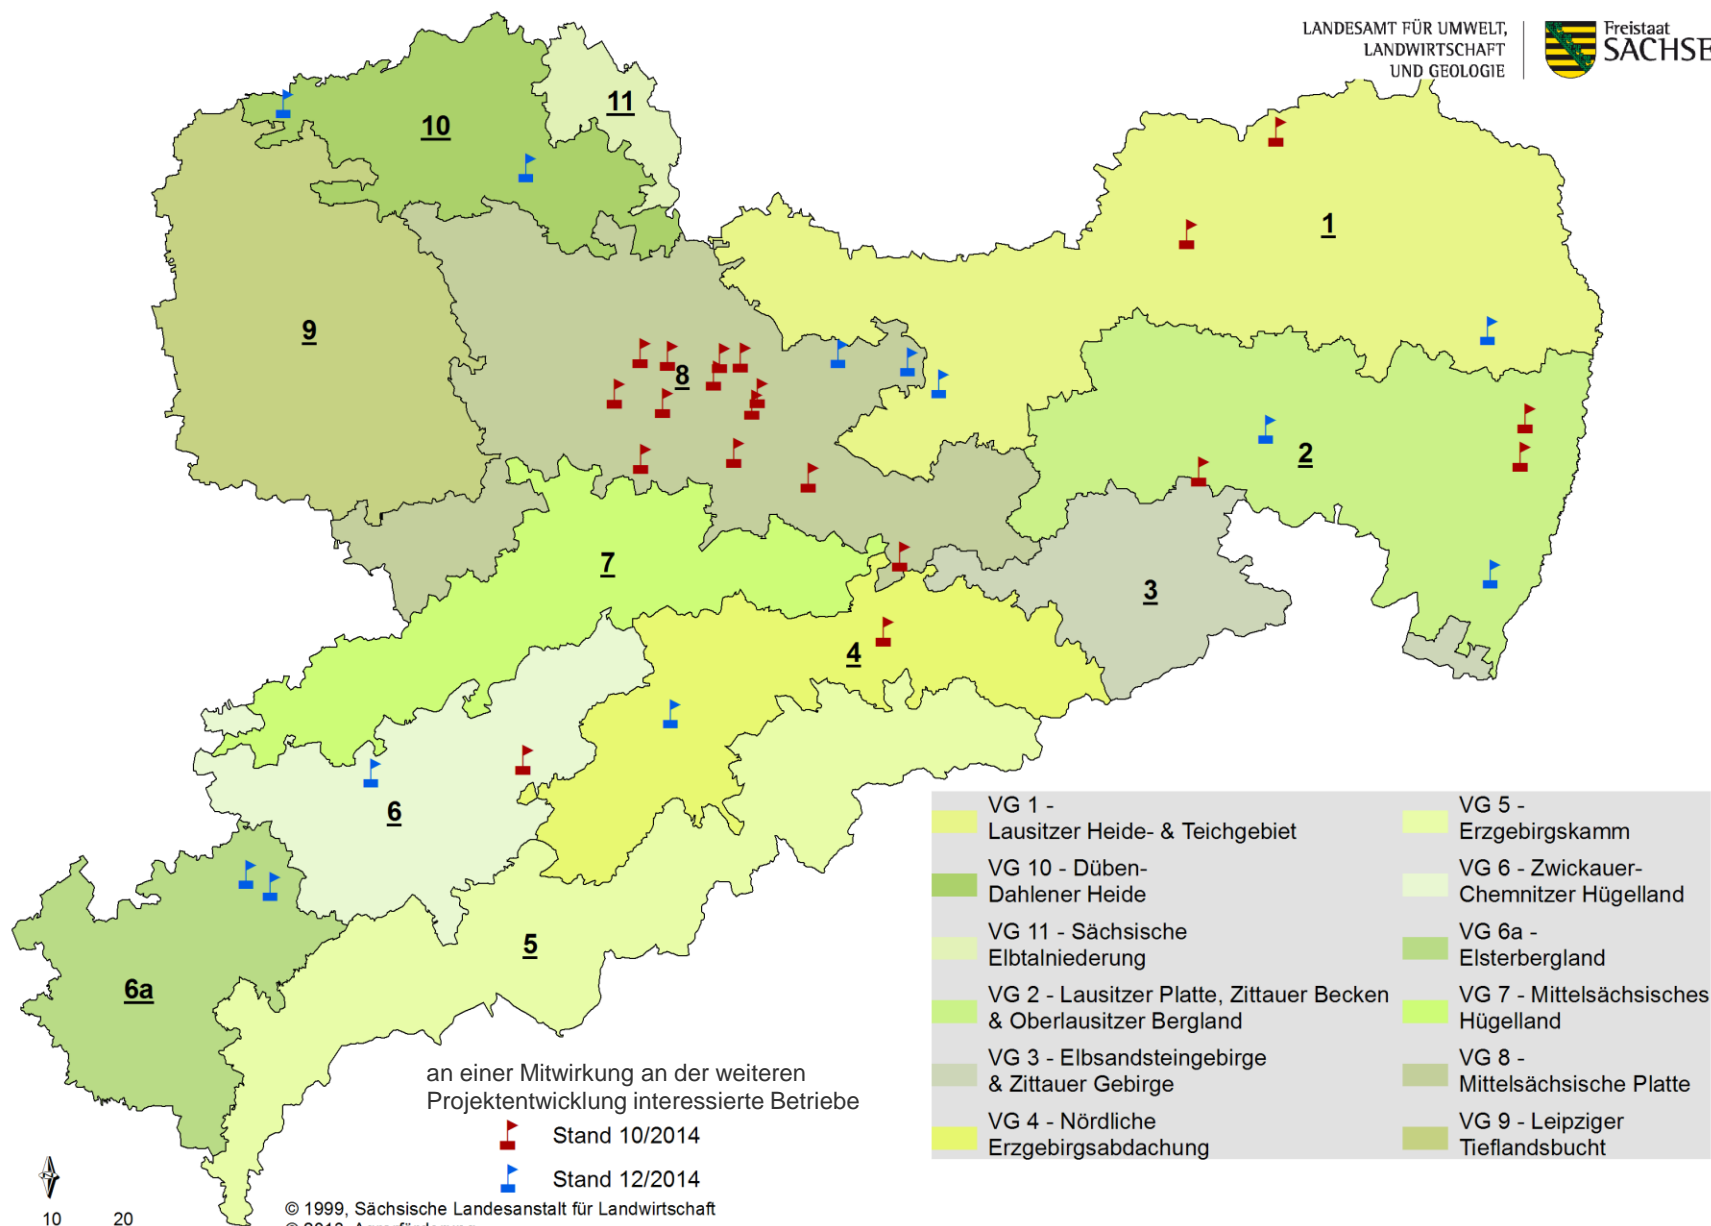 LANDESAMT FÜR UMWELT,
LANDWIRTSCHAFT
UND GEOLOGIE
Freistaat
SACHSE
11
10
1
9
8
2
7
3
4
6
5
6a
VG 1 -
Lausitzer Heide- & Teichgebiet
VG 10 - Düben-
Dahlener Heide
VG 11 - Sächsische
Elbtalniederung
VG 2 - Lausitzer Platte, Zittauer Becken
& Oberlausitzer Bergland
VG 3 - Elbsandsteingebirge
& Zittauer Gebirge
VG 4 - Nördliche
Erzgebirgsabdachung
VG 5 -
Erzgebirgskamm
VG 6 - Zwickauer-
Chemnitzer Hügelland
VG 6a -
Elsterbergland
VG 7 - Mittelsächsisches
Hügelland
VG 8 -
Mittelsächsische Platte
VG 9 - Leipziger
Tieflandsbucht
an einer Mitwirkung an der weiteren
Projektentwicklung interessierte Betriebe
Stand 10/2014
Stand 12/2014
10 20
© 1999, Sächsische Landesanstalt für Landwirtschaft